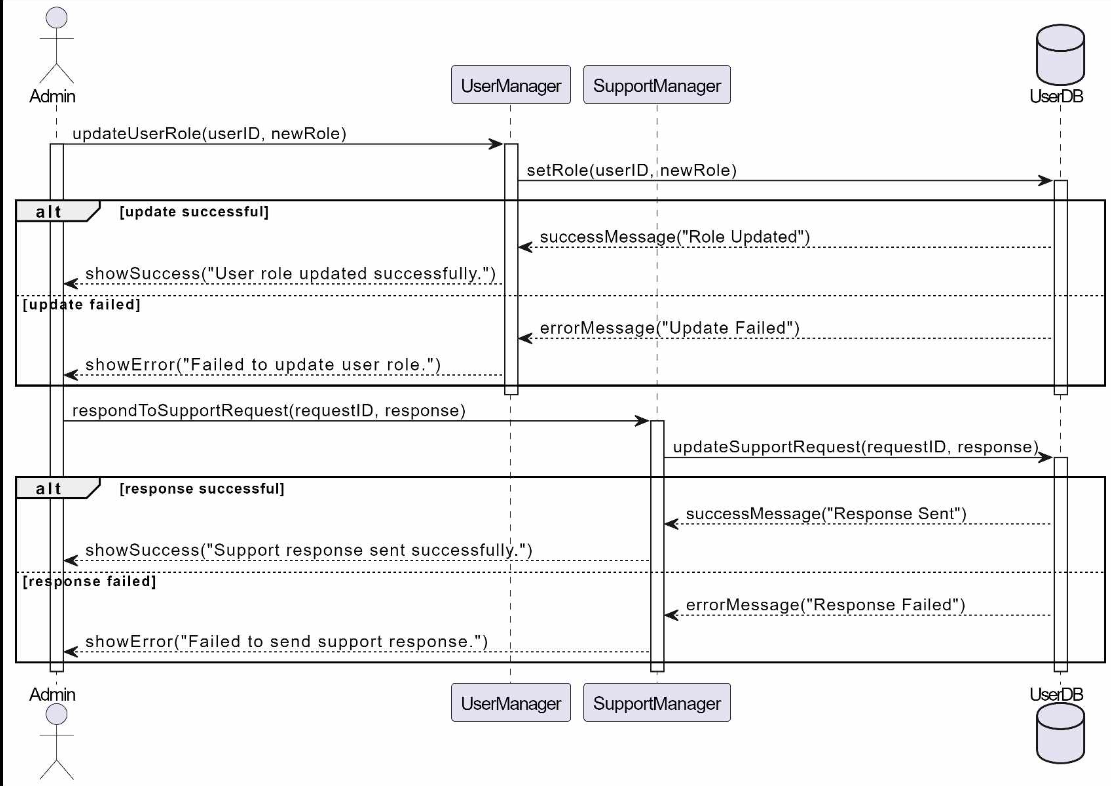 Admin
UserManager
SupportManager
UserDB
updateUserRole(userID, newRole)
setRole(userID, newRole)
alt
[update successful]
successMessage("Role Updated")
showSuccess("User role updated successfully.")
[update failed]
errorMessage("Update Failed")
showError("Failed to update user role.")
respondToSupportRequest(requestID, response)
updateSupportRequest(requestID, response)
alt
[response successful]
successMessage("Response Sent")
showSuccess("Support response sent successfully.")
[response failed]
errorMessage("Response Failed")
showError("Failed to send support response.")
Admin
UserManager
SupportManager
UserDB